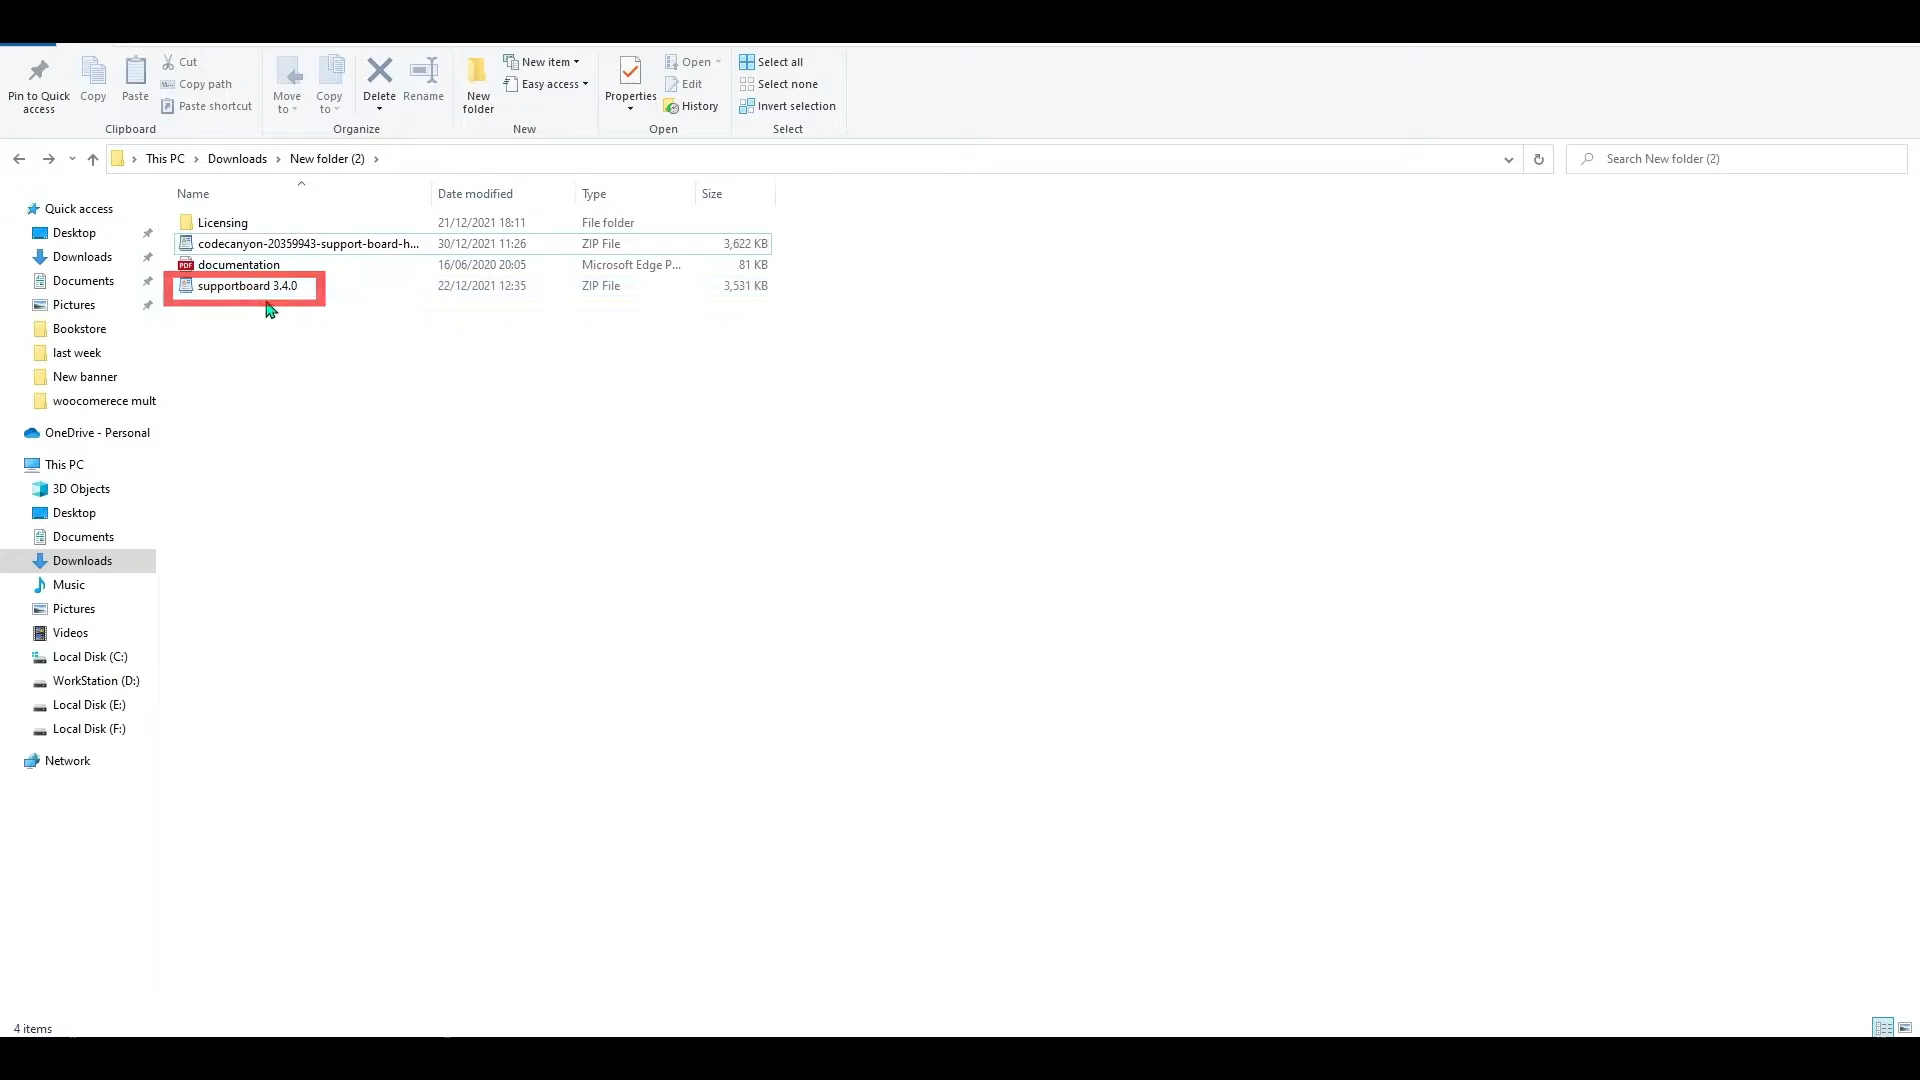 Pin to Quick access
Copy
Paste
Cut
Copy path
Paste shortcut
Clipboard
Move to
Copy to
Delete
Rename
Organize
New folder
New item
Easy access
New
Properties
Open
Edit
History
Open
Select all
Select none
Invert selection
Select
This PC
Downloads
New folder (2)
Search New folder (2)
Name
Date modified
Type
Size
Licensing 21/12/2021 18:11 File folder
codecanyon-20359943-support-board-h... 30/12/2021 11:26 ZIP File 3,622 KB
documentation 16/06/2020 20:05 Microsoft Edge P... 81 KB
supportboard 3.4.0 22/12/2021 12:35 ZIP File 3,531 KB
Quick access
Desktop
Downloads
Documents
Pictures
Bookstore
last week
New banner
woocomerece mult
OneDrive - Personal
This PC
3D Objects
Desktop
Documents
Downloads
Music
Pictures
Videos
Local Disk (C:)
WorkStation (D:)
Local Disk (E:)
Local Disk (F:)
Network
4 items